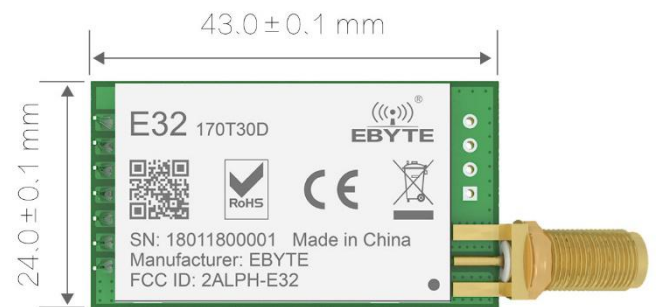 43.0±0.1 mm
24.0±0.1 mm
E32 170T30D
(((•))) ®
EBYTE
RoHS
CE
SN: 18011800001 Made in China
Manufacturer: EBYTE
FCC ID: 2ALPH-E32